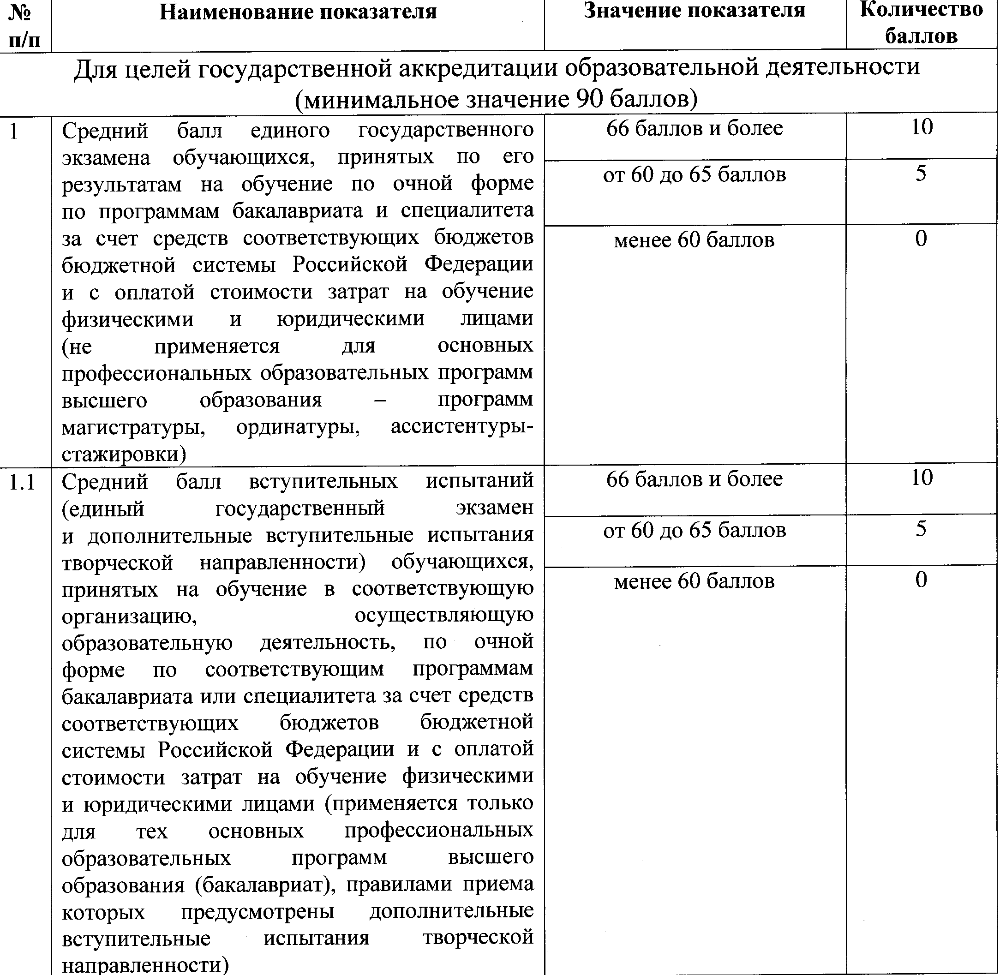 № п/п
Наименование показателя
Значение показателя
Количество баллов
Для целей государственной аккредитации образовательной деятельности
(минимальное значение 90 баллов)
1
Средний балл единого государственного
экзамена обучающихся, принятых по его
результатам на обучение по очной форме
по программам бакалавриата и специалитета
за счет средств соответствующих бюджетов
бюджетной системы Российской Федерации
и с оплатой стоимости затрат на обучение
физическими и юридическими лицами
(не применяется для основных
профессиональных образовательных программ
высшего образования – программ
магистратуры, ординатуры, ассистентуры-
стажировки)
66 баллов и более
10
от 60 до 65 баллов
5
менее 60 баллов
0
1.1
Средний балл вступительных испытаний
(единый государственный экзамен
и дополнительные вступительные испытания
творческой направленности) обучающихся,
принятых на обучение в соответствующую
организацию, осуществляющую
образовательную деятельность, по очной
форме по соответствующим программам
бакалавриата или специалитета за счет средств
соответствующих бюджетов бюджетной
системы Российской Федерации и с оплатой
стоимости затрат на обучение физическими
и юридическими лицами (применяется только
для тех основных профессиональных
образовательных программ высшего
образования (бакалавриат), правилами приема
которых предусмотрены дополнительные
вступительные испытания творческой
направленности)
66 баллов и более
10
от 60 до 65 баллов
5
менее 60 баллов
0